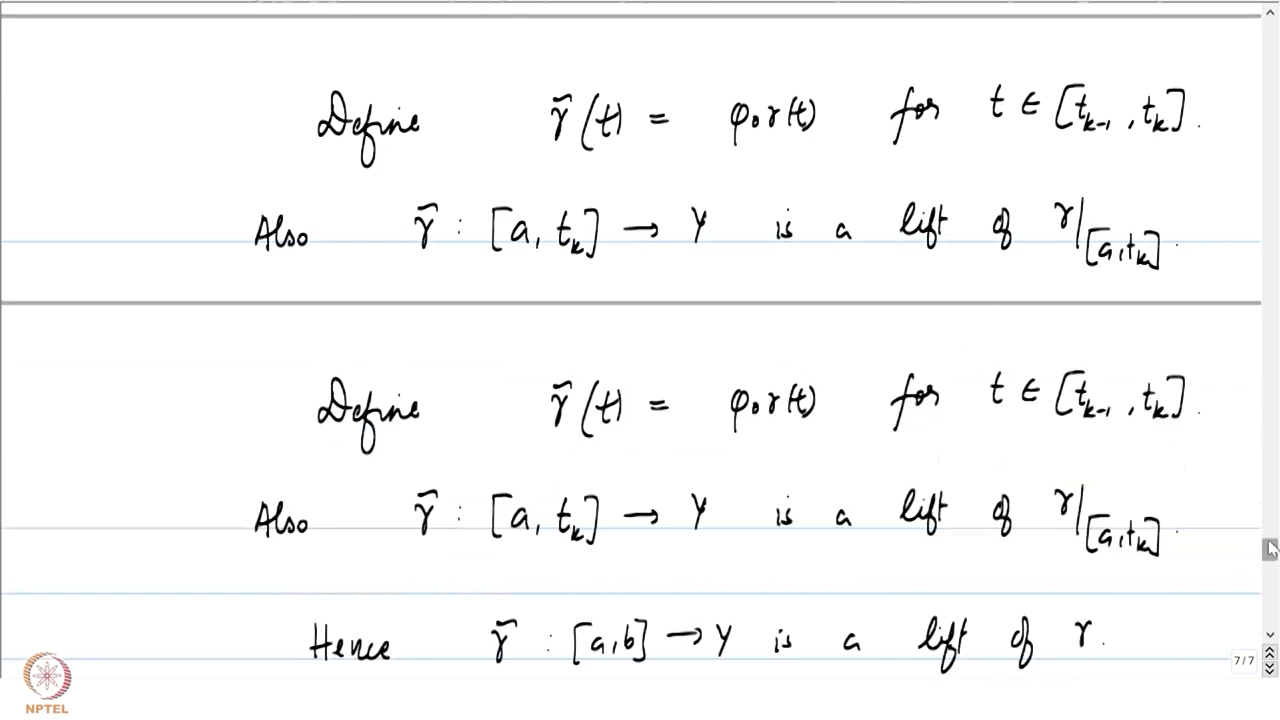 Define γ̄(t) = φ∘γ(t) for t ∈ [t_{k-1}, t_k].
Also γ̄ : [a, t_k] → Y is a lift of γ|_{[a, t_k]}.
Define γ̄(t) = φ∘γ(t) for t ∈ [t_{k-1}, t_k].
Also γ̄ : [a, t_k] → Y is a lift of γ|_{[a, t_k]}.
Hence γ̄ : [a, b] → Y is a lift of γ.
7/7
NPTEL